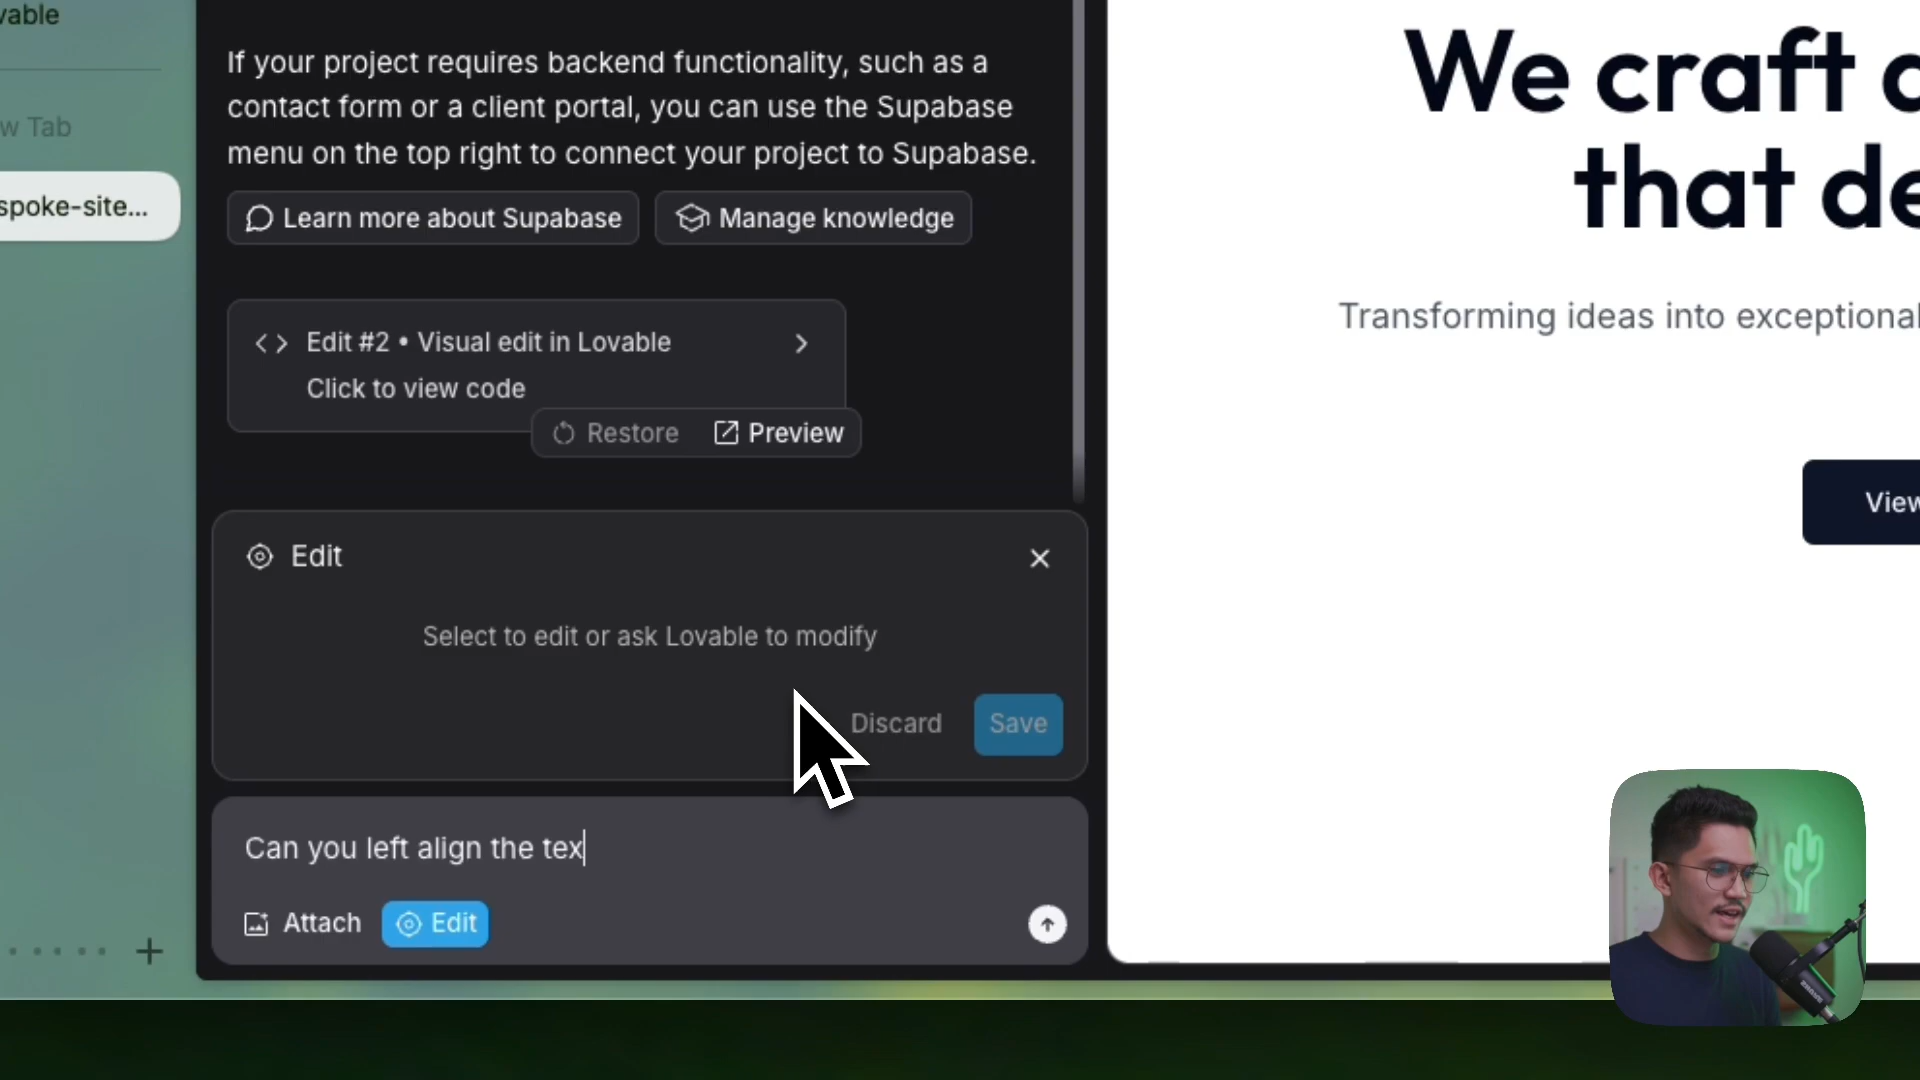 vable
w Tab
spoke-site...
If your project requires backend functionality, such as a
contact form or a client portal, you can use the Supabase
menu on the top right to connect your project to Supabase.
Learn more about Supabase
Manage knowledge
Edit #2 • Visual edit in Lovable
Click to view code
Restore
Preview
Edit
Select to edit or ask Lovable to modify
Discard
Save
Can you left align the tex
Attach
Edit
We craft
that de
Transforming ideas into exceptional
View